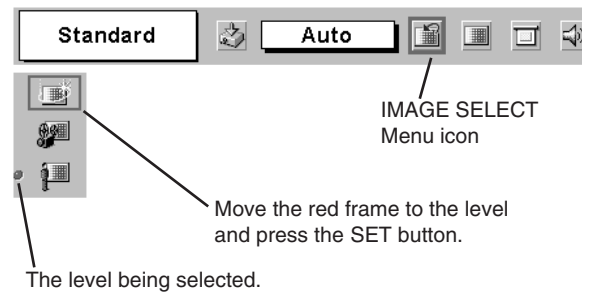 Standard
Auto
IMAGE SELECT
Menu icon
Move the red frame to the level
and press the SET button.
The level being selected.